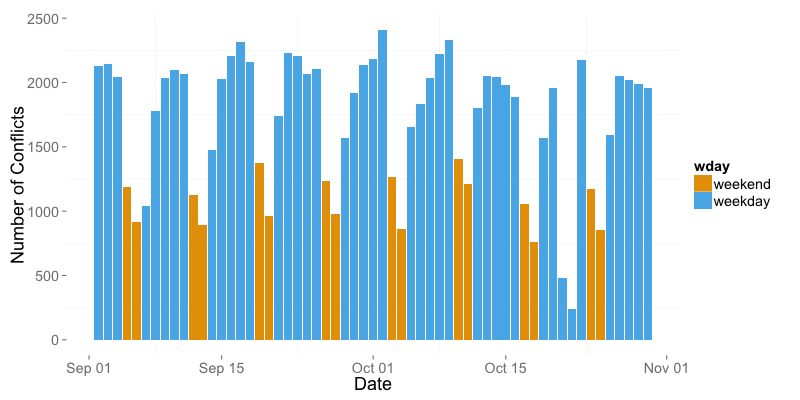 2500
2000
1500
1000
500
0
Number of Conflicts
Sep 01
Sep 15
Oct 01
Oct 15
Nov 01
Date
wday
weekend
weekday